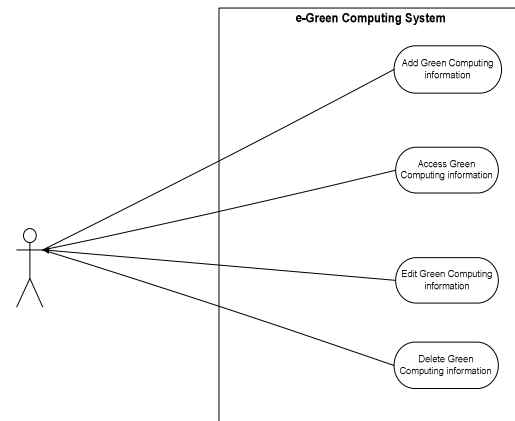 e-Green Computing System
Add Green Computing
information
Access Green
Computing information
Edit Green Computing
information
Delete Green
Computing information